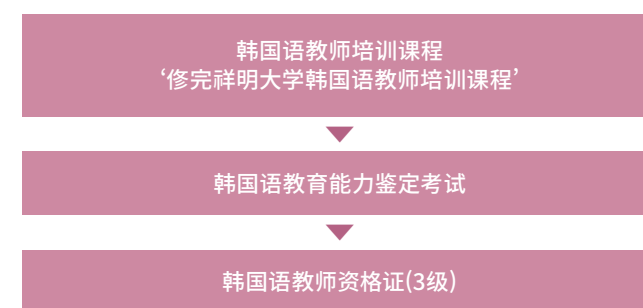 韩国语教师培训课程
‘修完祥明大学韩国语教师培训课程’
韩国语教育能力鉴定考试
韩国语教师资格证(3级)